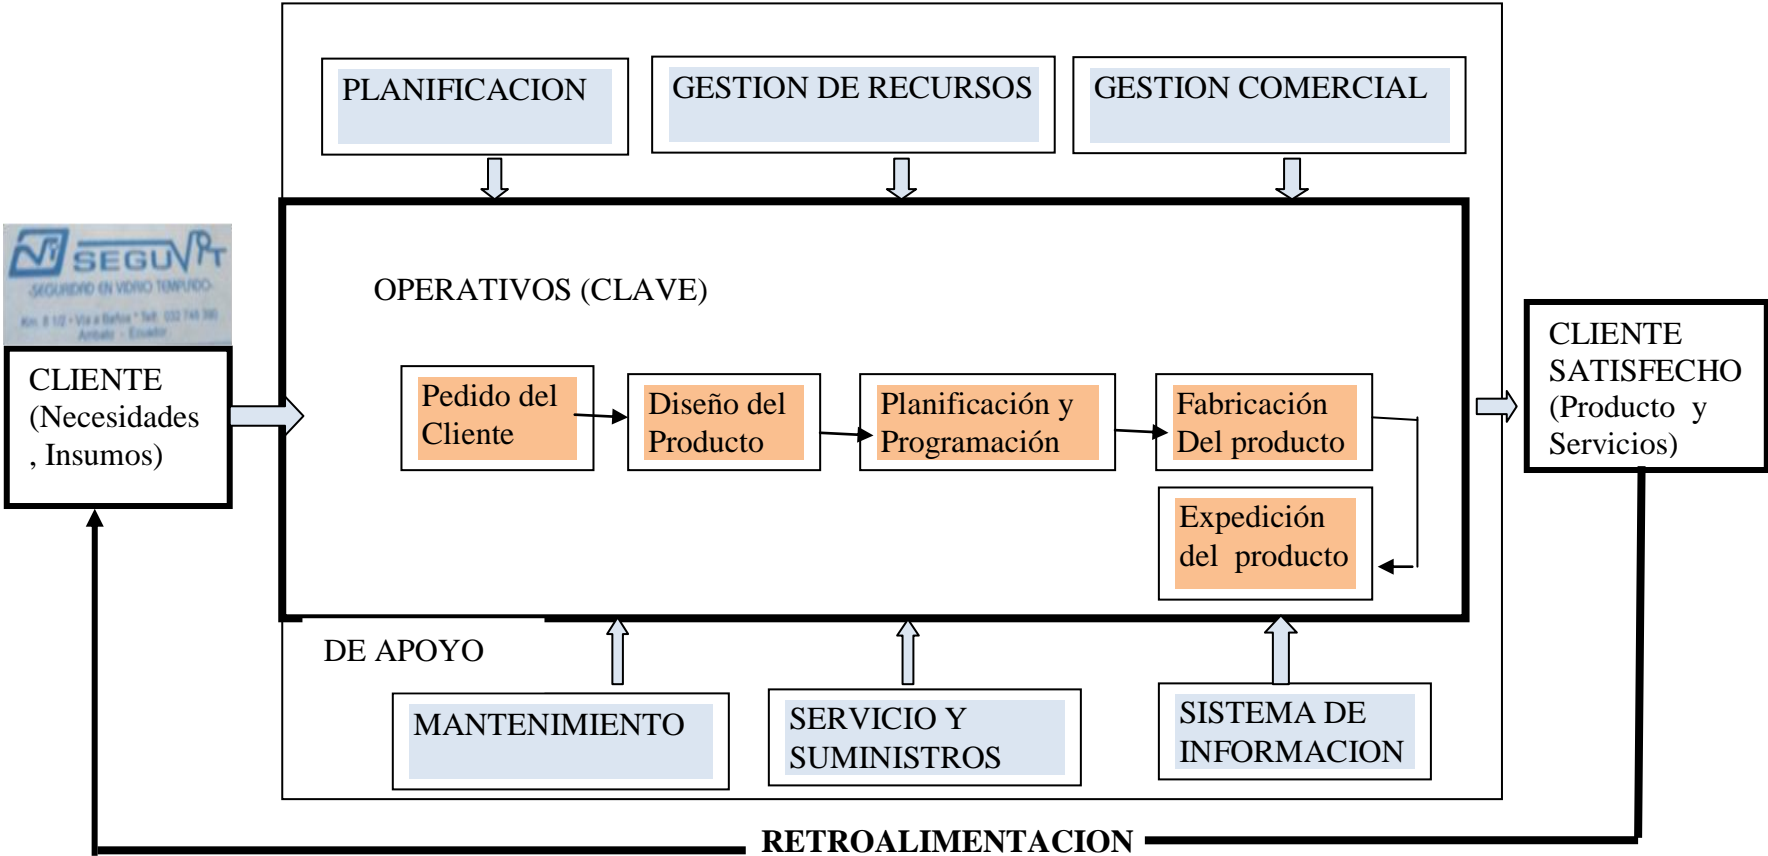 PLANIFICACION
GESTION DE RECURSOS
GESTION COMERCIAL
SEGUVIT
-SEGURIDAD EN VIDRIO TEMPLADO-
Ambato - Ecuador
CLIENTE
(Necesidades
, Insumos)
OPERATIVOS (CLAVE)
Pedido del
Cliente
Diseño del
Producto
Planificación y
Programación
Fabricación
Del producto
Expedición
del producto
CLIENTE
SATISFECHO
(Producto y
Servicios)
DE APOYO
MANTENIMIENTO
SERVICIO Y
SUMINISTROS
SISTEMA DE
INFORMACION
RETROALIMENTACION